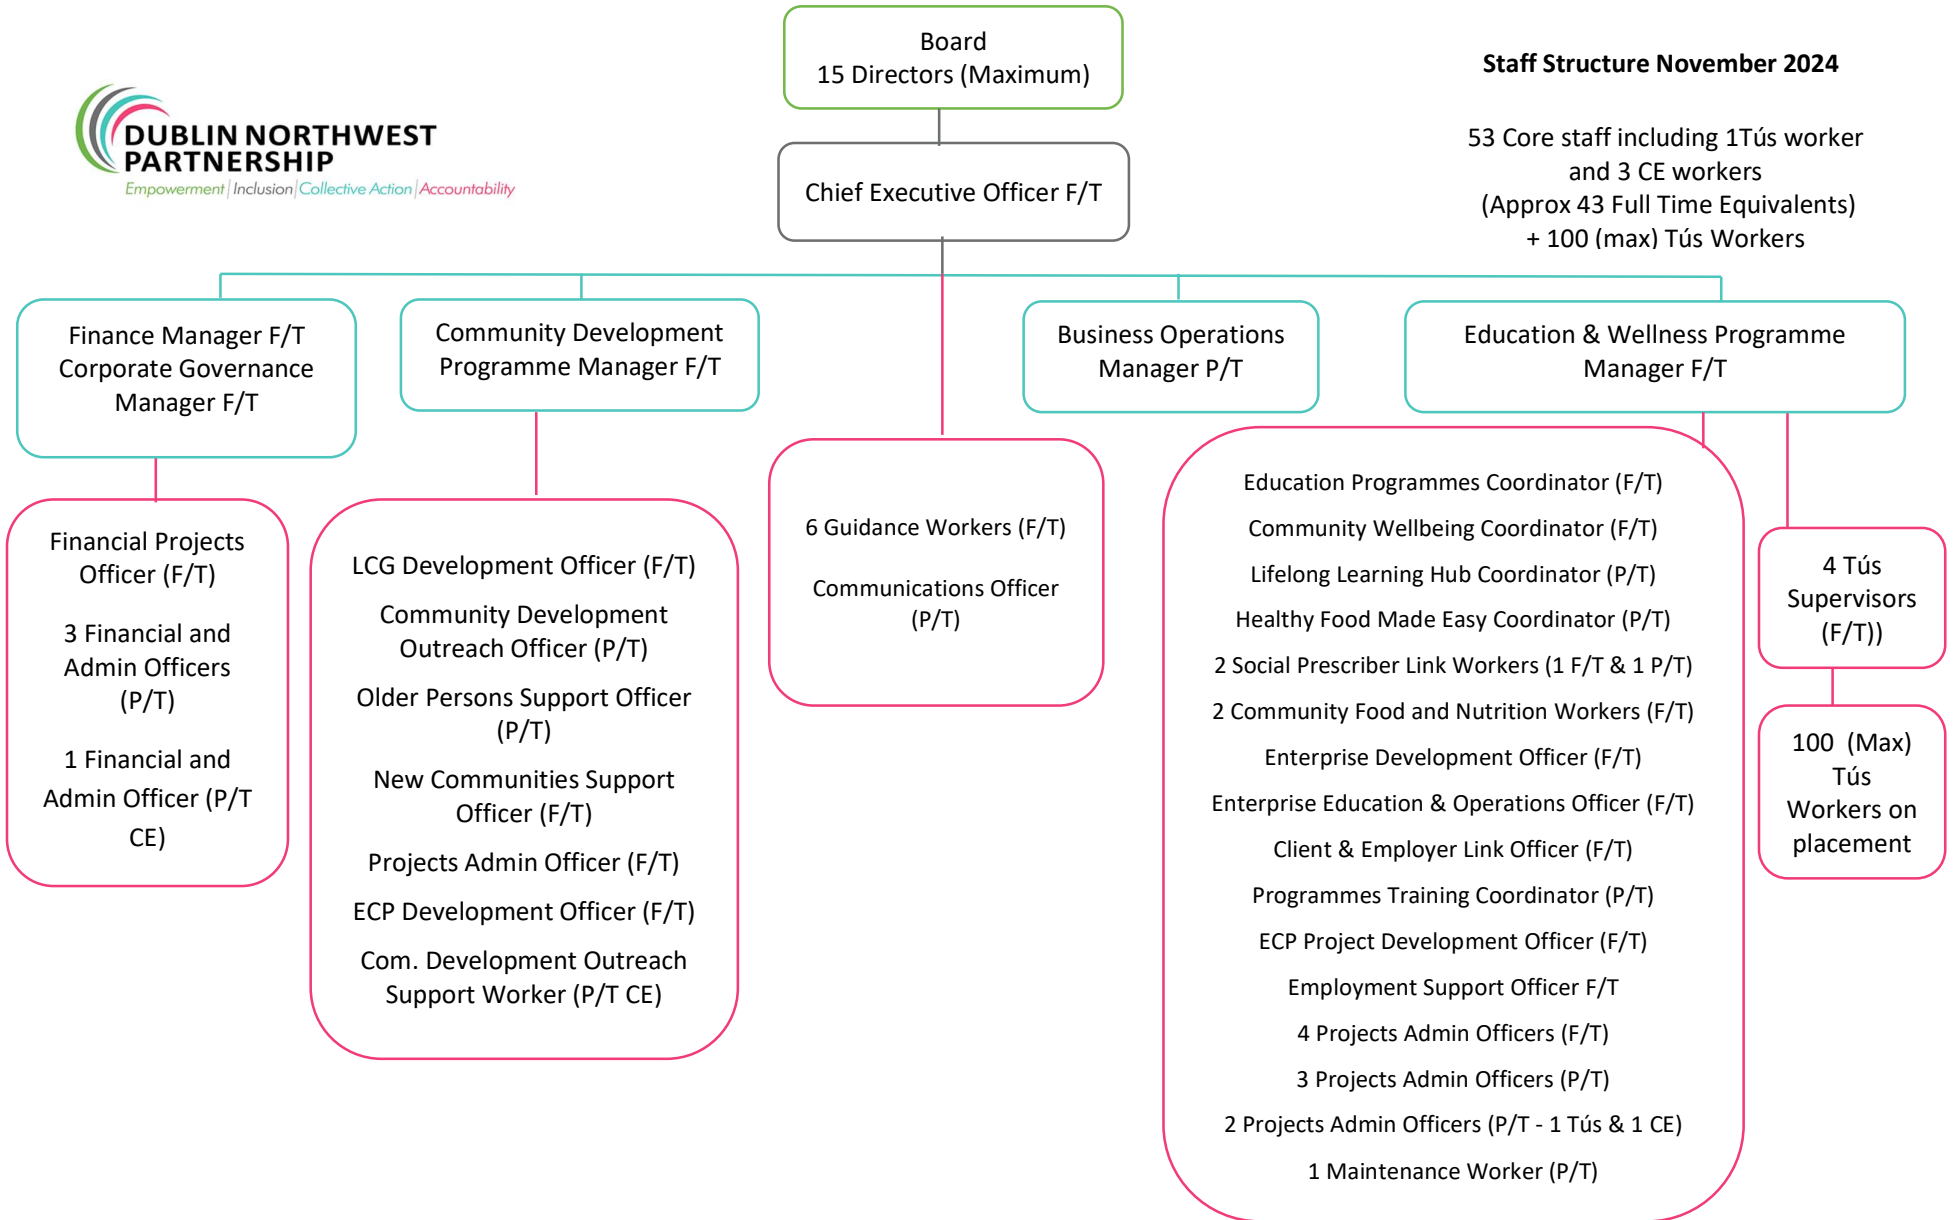 Board
15 Directors (Maximum)
Staff Structure November 2024
53 Core staff including 1Tús worker
and 3 CE workers
(Approx 43 Full Time Equivalents)
+ 100 (max) Tús Workers
DUBLIN NORTHWEST
PARTNERSHIP
Empowerment | Inclusion | Collective Action | Accountability
Chief Executive Officer F/T
Finance Manager F/T
Corporate Governance
Manager F/T
Community Development
Programme Manager F/T
Business Operations
Manager P/T
Education & Wellness Programme
Manager F/T
Financial Projects
Officer (F/T)
3 Financial and
Admin Officers
(P/T)
1 Financial and
Admin Officer (P/T
CE)
LCG Development Officer (F/T)
Community Development
Outreach Officer (P/T)
Older Persons Support Officer
(P/T)
New Communities Support
Officer (F/T)
Projects Admin Officer (F/T)
ECP Development Officer (F/T)
Com. Development Outreach
Support Worker (P/T CE)
6 Guidance Workers (F/T)
Communications Officer
(P/T)
Education Programmes Coordinator (F/T)
Community Wellbeing Coordinator (F/T)
Lifelong Learning Hub Coordinator (P/T)
Healthy Food Made Easy Coordinator (P/T)
2 Social Prescriber Link Workers (1 F/T & 1 P/T)
2 Community Food and Nutrition Workers (F/T)
Enterprise Development Officer (F/T)
Enterprise Education & Operations Officer (F/T)
Client & Employer Link Officer (F/T)
Programmes Training Coordinator (P/T)
ECP Project Development Officer (F/T)
Employment Support Officer F/T
4 Projects Admin Officers (F/T)
3 Projects Admin Officers (P/T)
2 Projects Admin Officers (P/T - 1 Tús & 1 CE)
1 Maintenance Worker (P/T)
4 Tús
Supervisors
(F/T))
100 (Max)
Tús
Workers on
placement